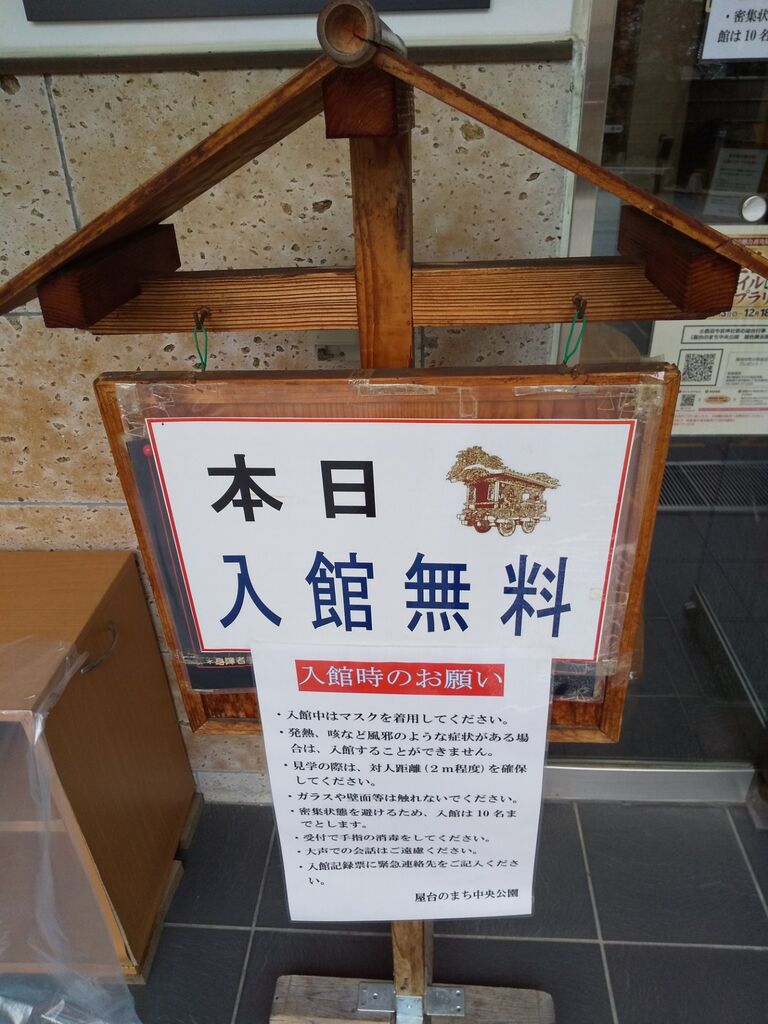 ・密集状
館は10名
本日
入館無料
入館時のお願い
・入館中はマスクを着用してください。
・発熱、咳など風邪のような症状がある場
合は、入館することができません。
・見学の際は、対人距離(2m程度)を確保
してください。
・ガラスや壁面等は触れないでください。
・密集状態を避けるため、入館は10名ま
でとします。
・受付で手指の消毒をしてください。
・大声での会話はご遠慮ください。
・入館記録票に緊急連絡先をご記入くださ
い。
屋台のまち中央公園